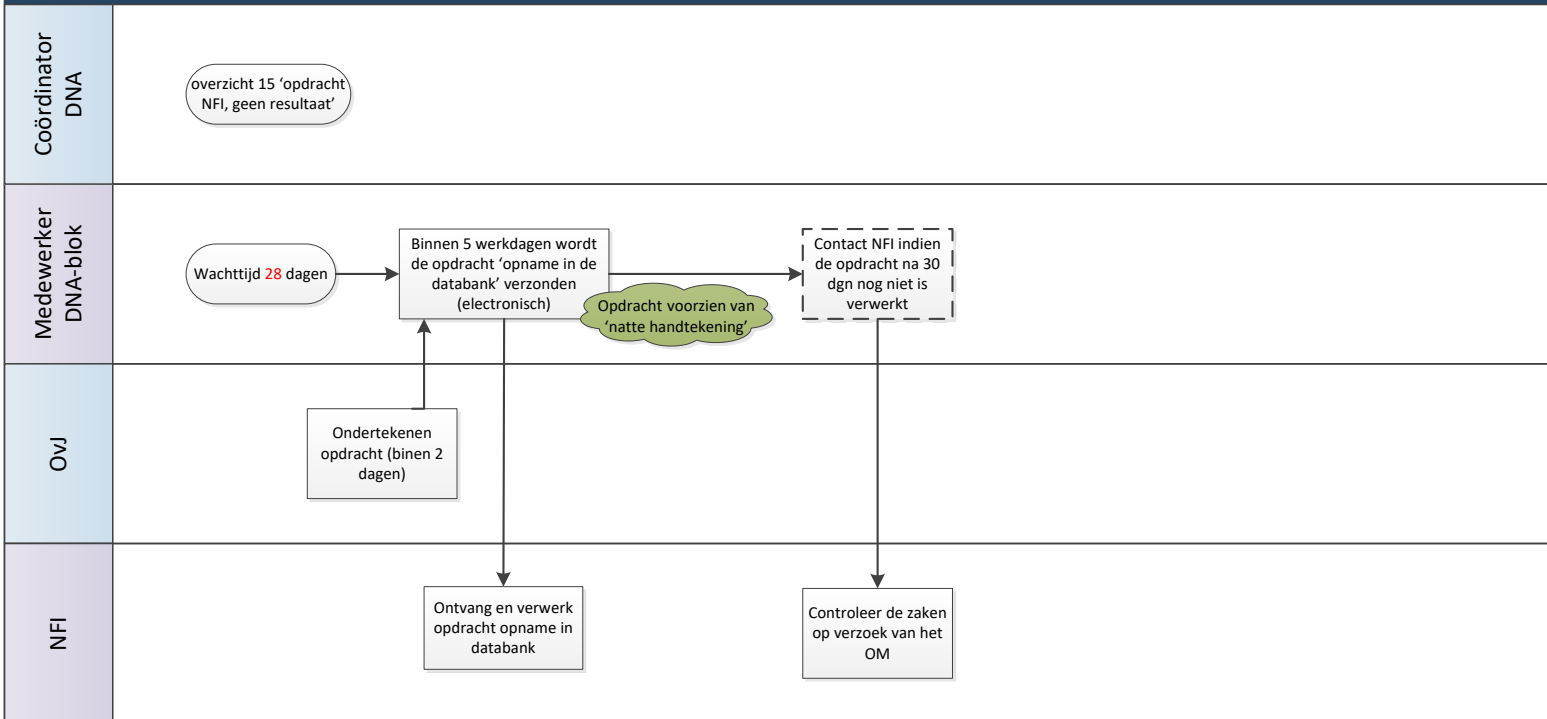 Coördinator
DNA
overzicht 15 ‘opdracht
NFI, geen resultaat’
Medewerker
DNA-blok
Wachttijd 28 dagen
Binnen 5 werkdagen wordt
de opdracht ‘opname in de
databank’ verzonden
(electronisch)
Opdracht voorzien van
‘natte handtekening’
Contact NFI indien
de opdracht na 30
dgn nog niet is
verwerkt
OvJ
Ondertekenen
opdracht (binen 2
dagen)
NFI
Ontvang en verwerk
opdracht opname in
databank
Controleer de zaken
op verzoek van het
OM